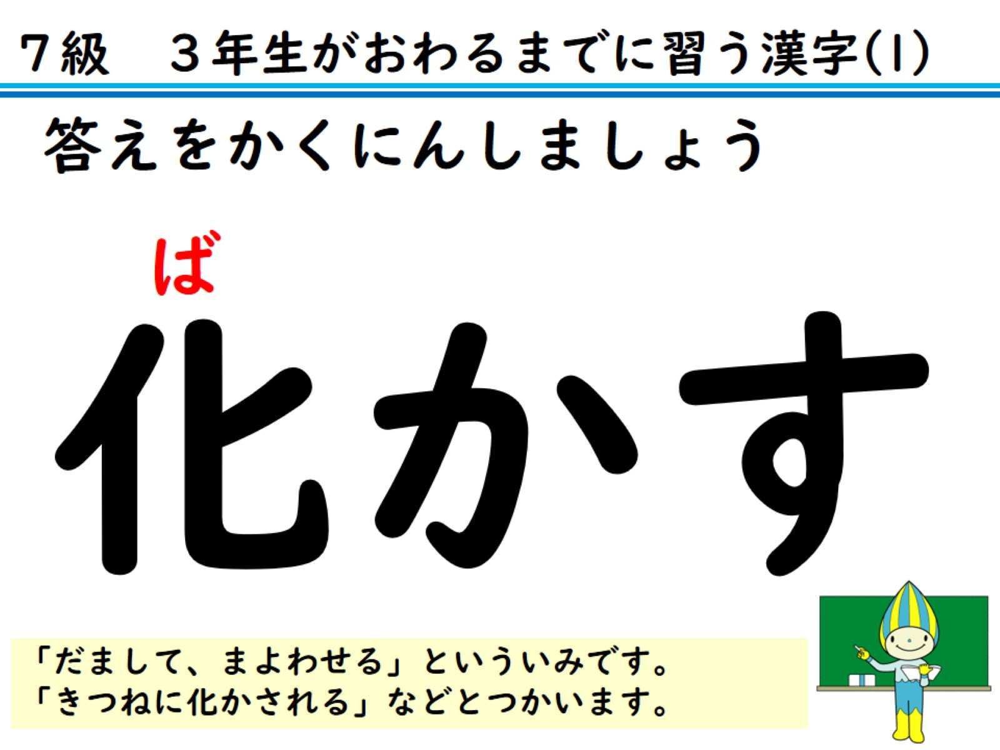 ７級　３年生がおわるまでに習う漢字(1)
答えをかくにんしましょう
ば
化かす
「だまして、まよわせる」といういみです。
「きつねに化かされる」などとつかいます。